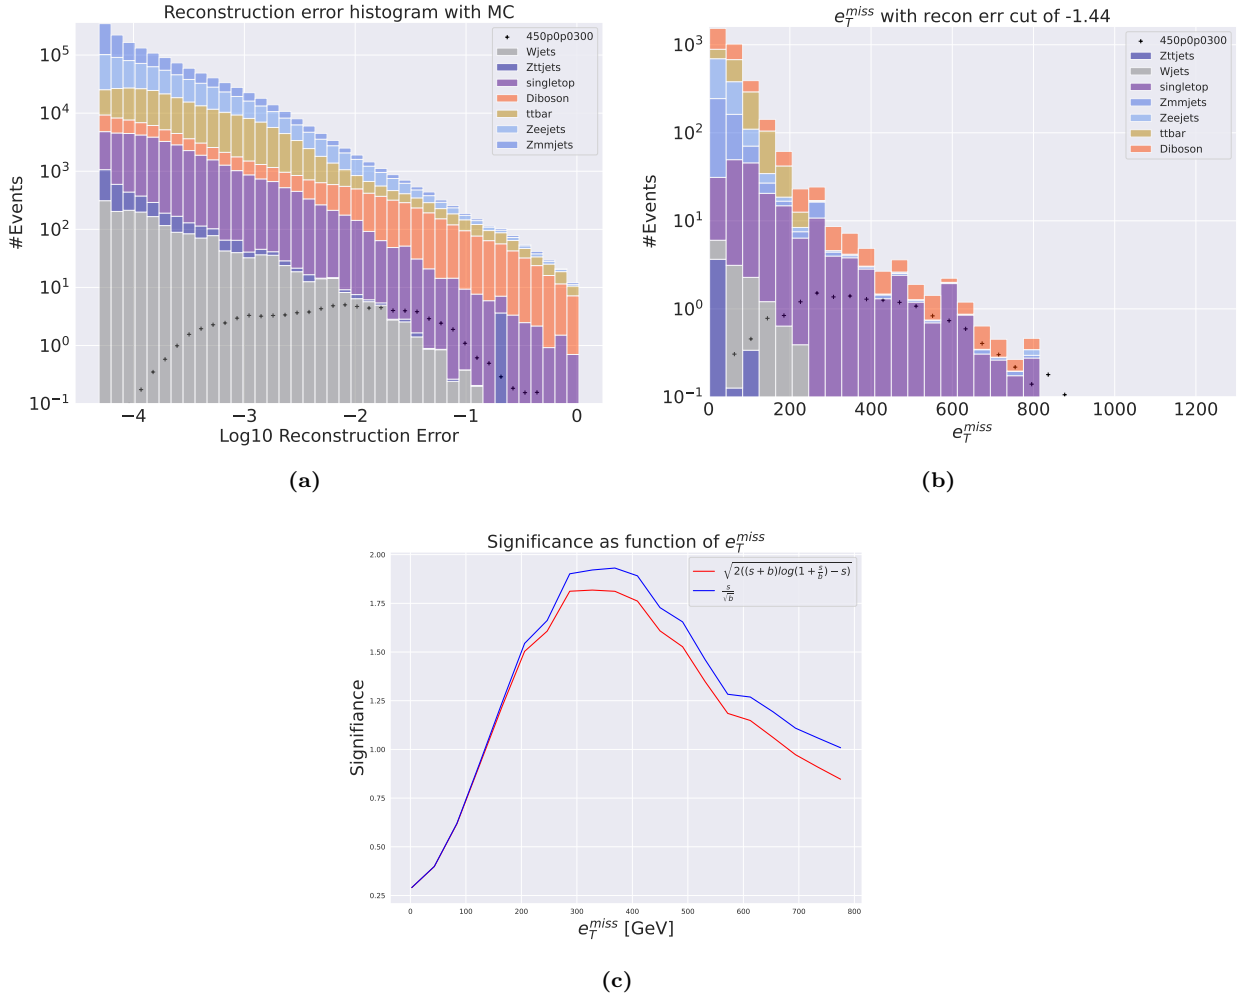 Reconstruction error histogram with MC
#Events
10^5
10^4
10^3
10^2
10^1
10^0
10^−1
450p0p0300
Wjets
Zttjets
singletop
Diboson
ttbar
Zeejets
Zmmjets
−4 −3 −2 −1 0
Log10 Reconstruction Error
(a)
e_T^miss with recon err cut of -1.44
#Events
10^3
10^2
10^1
10^0
10^−1
450p0p0300
Zttjets
Wjets
singletop
Zmmjets
Zeejets
ttbar
Diboson
0 200 400 600 800 1000 1200
e_T^miss
(b)
Significance as function of e_T^miss
Signifiance
2.00
1.75
1.50
1.25
1.00
0.75
0.50
0.25
√2((s + b)log(1 + s/b) − s)
s/√b
0 100 200 300 400 500 600 700 800
e_T^miss [GeV]
(c)